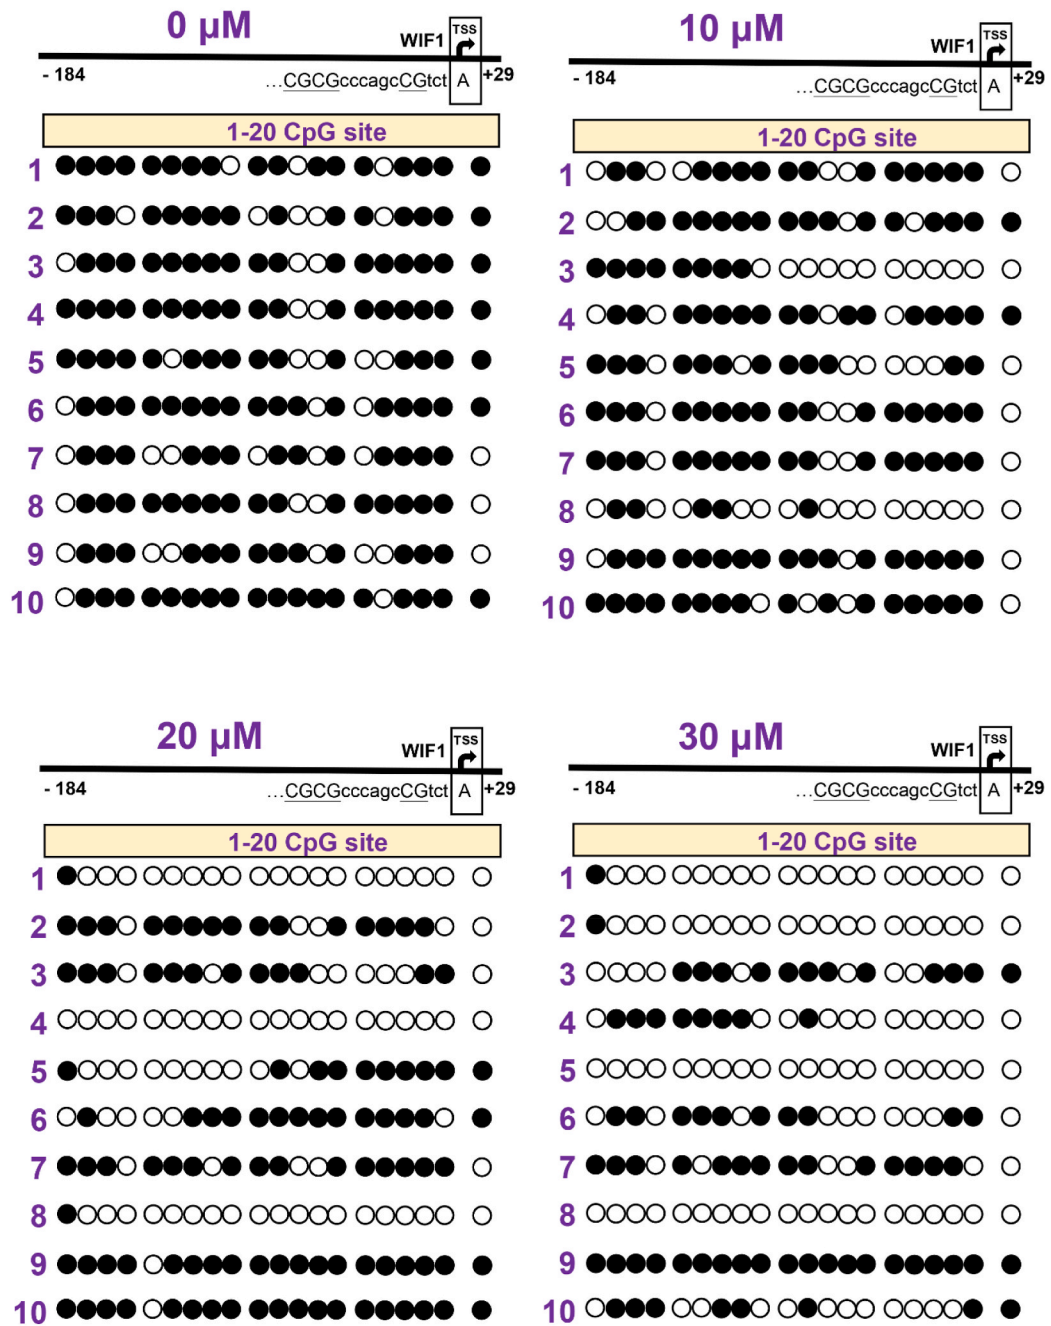 0 µM
TSS
WIF1
- 184
...CGCGcccagcCGtct
A
+29
1-20 CpG site
1
2
3
4
5
6
7
8
9
10
10 µM
TSS
WIF1
- 184
...CGCGcccagcCGtct
A
+29
1-20 CpG site
1
2
3
4
5
6
7
8
9
10
20 µM
TSS
WIF1
- 184
...CGCGcccagcCGtct
A
+29
1-20 CpG site
1
2
3
4
5
6
7
8
9
10
30 µM
TSS
WIF1
- 184
...CGCGcccagcCGtct
A
+29
1-20 CpG site
1
2
3
4
5
6
7
8
9
10